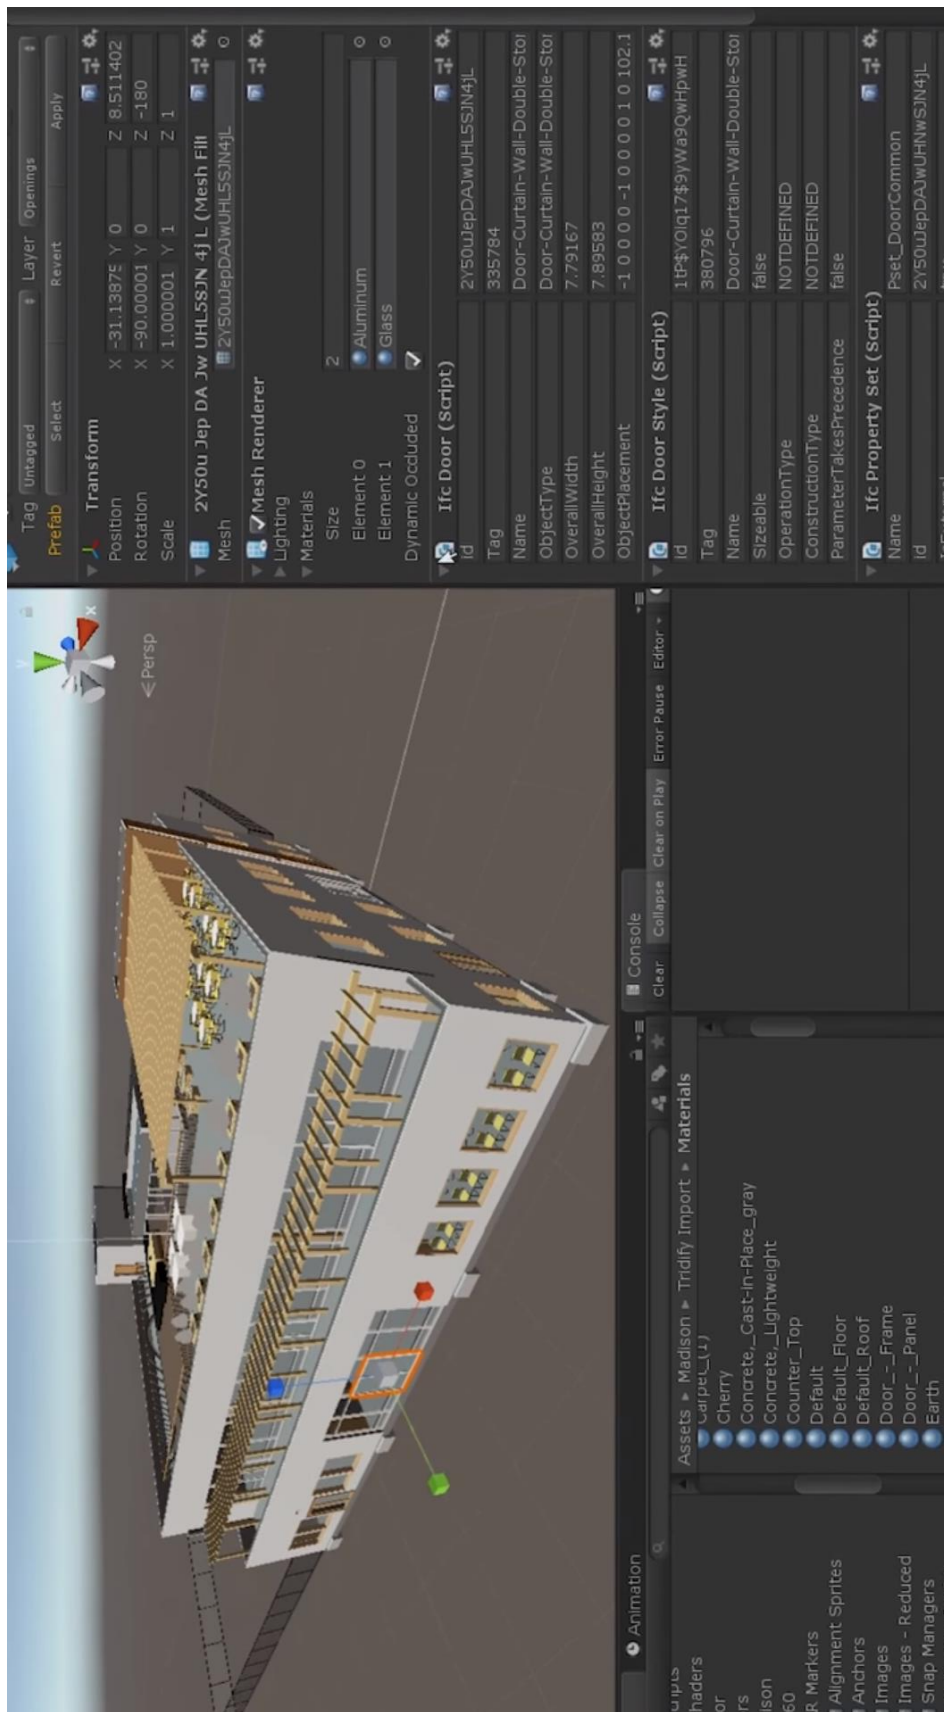 Tag Untagged Layer Openings
Prefab Select Revert Apply
Transform
Position X -31.13875 Y 0 Z 8.511402
Rotation X -90.00001 Y 0 Z -180
Scale X 1.000001 Y 1 Z 1
2Y50u Jep DA Jw UHL5SJN 4j L (Mesh Filt
Mesh 2Y50uJepDAJwUHL5SJN4jL
Mesh Renderer
Lighting
Materials
Size 2
Element 0 Aluminum
Element 1 Glass
Dynamic Occluded
Ifc Door (Script)
id 2Y50uJepDAJwUHL5SJN4jL
Tag 335784
Name Door-Curtain-Wall-Double-Stor
ObjectType Door-Curtain-Wall-Double-Stor
OverallWidth 7.79167
OverallHeight 7.89583
ObjectPlacement -1 0 0 0 0 -1 0 0 0 0 1 0 102.1
Ifc Door Style (Script)
id 1tP$YOlq17$9yWa9QwHpwH
Tag 380796
Name Door-Curtain-Wall-Double-Stor
Sizeable false
OperationType NOTDEFINED
ConstructionType NOTDEFINED
ParameterTakesPrecedence false
Ifc Property Set (Script)
Name Pset_DoorCommon
id 2Y50uJepDAJwUHNwSJN4jL
y
x
Persp
Animation
Console
Clear Collapse Clear on Play Error Pause Editor
Assets Madison Tridify Import Materials
Carpet_(1)
Cherry
Concrete,_Cast-in-Place_gray
Concrete,_Lightweight
Counter_Top
Default
Default_Floor
Default_Roof
Door_-_Frame
Door_-_Panel
Earth
R Markers
Alignment Sprites
Anchors
Images
Images - Reduced
Snap Managers